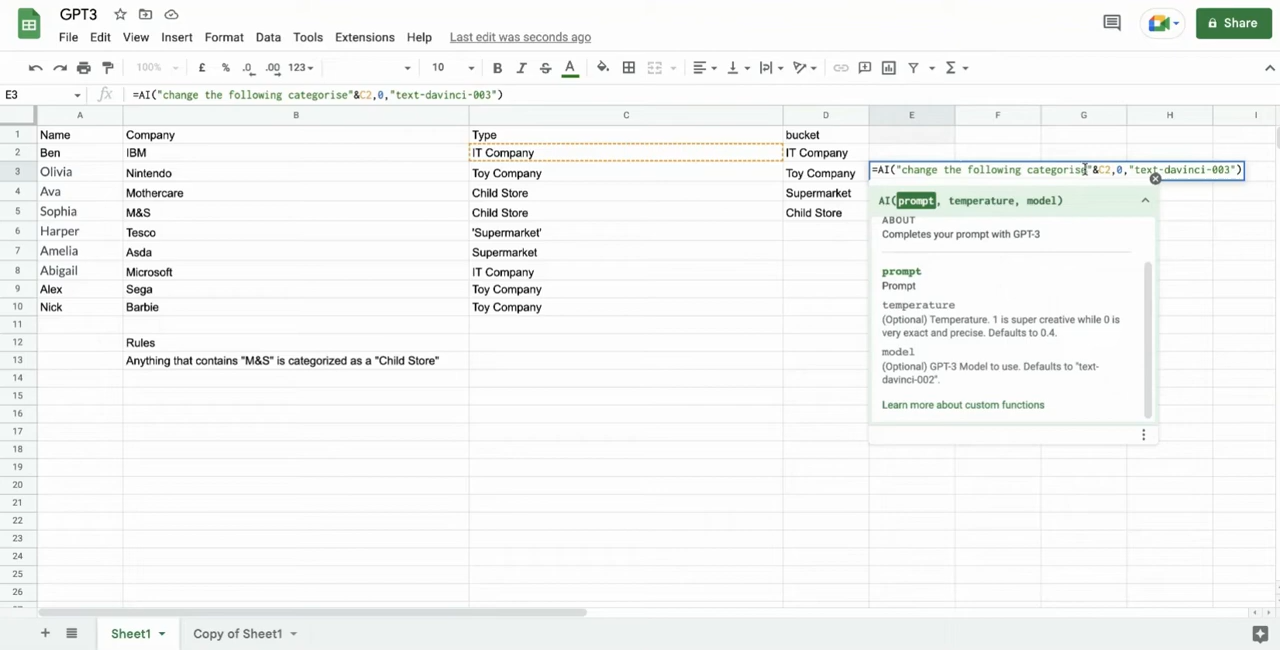 GPT3
File Edit View Insert Format Data Tools Extensions Help Last edit was seconds ago
Share
100% £ % .0 .00 123 10 B I S A
E3 fx =AI("change the following categorise"&C2,0,"text-davinci-003")
A B C D E F G H I
1 Name Company Type bucket
2 Ben IBM IT Company IT Company
3 Olivia Nintendo Toy Company Toy Company =AI("change the following categorise"&C2,0,"text-davinci-003")
4 Ava Mothercare Child Store Supermarket
5 Sophia M&S Child Store Child Store
6 Harper Tesco 'Supermarket'
7 Amelia Asda Supermarket
8 Abigail Microsoft IT Company
9 Alex Sega Toy Company
10 Nick Barbie Toy Company
11
12 Rules
13 Anything that contains "M&S" is categorized as a "Child Store"
14
15
16
17
18
19
20
21
22
23
24
25
26
AI(prompt, temperature, model)
ABOUT
Completes your prompt with GPT-3
prompt
Prompt
temperature
(Optional) Temperature. 1 is super creative while 0 is
very exact and precise. Defaults to 0.4.
model
(Optional) GPT-3 Model to use. Defaults to "text-
davinci-002".
Learn more about custom functions
Sheet1 Copy of Sheet1